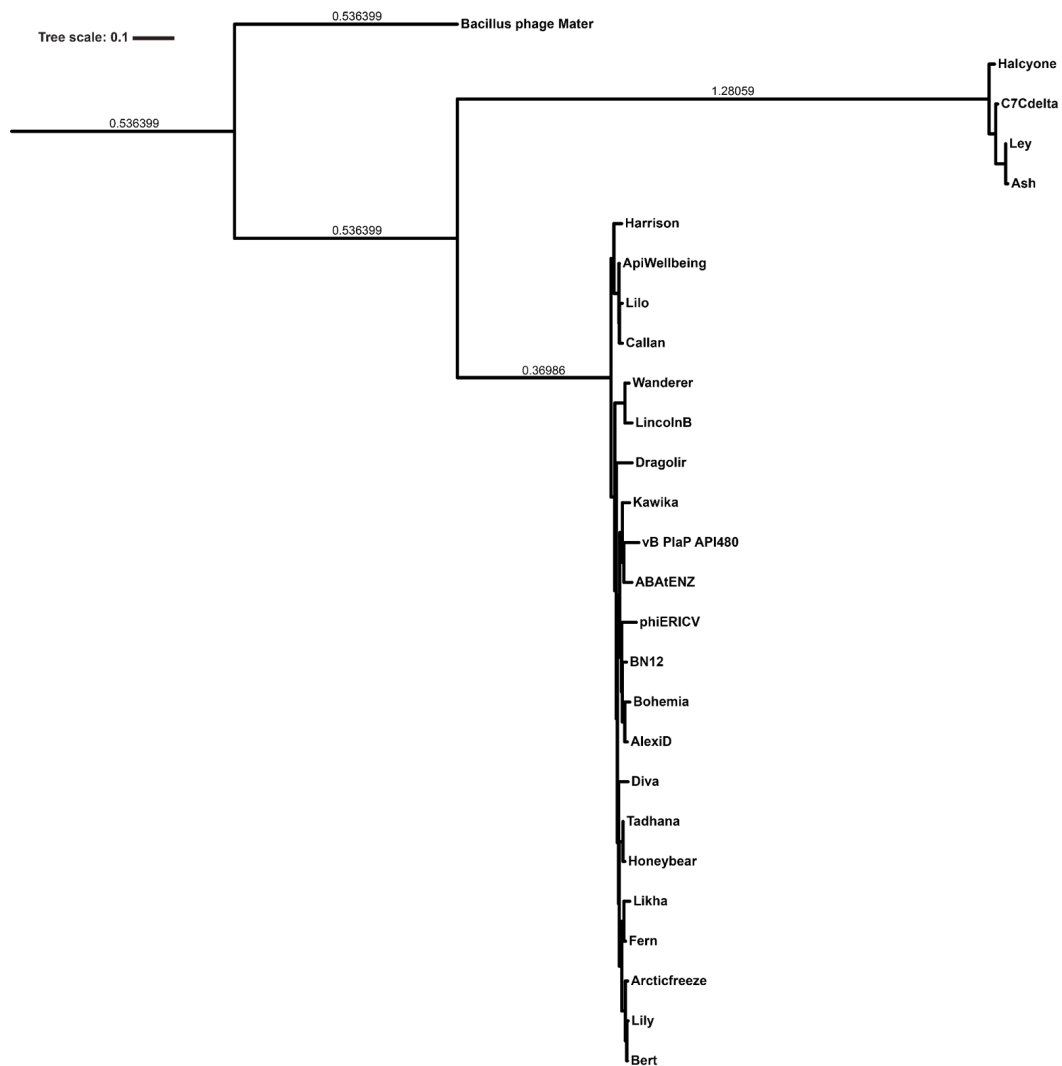 0.536399
Bacillus phage Mater
Tree scale: 0.1
Halcyone
1.28059
C7Cdelta
0.536399
Ley
Ash
Harrison
0.536399
ApiWellbeing
Lilo
Callan
0.36986
Wanderer
LincolnB
Dragolir
Kawika
vB PlaP API480
ABAtENZ
phiERICV
BN12
Bohemia
AlexiD
Diva
Tadhana
Honeybear
Likha
Fern
Arcticfreeze
Lily
Bert